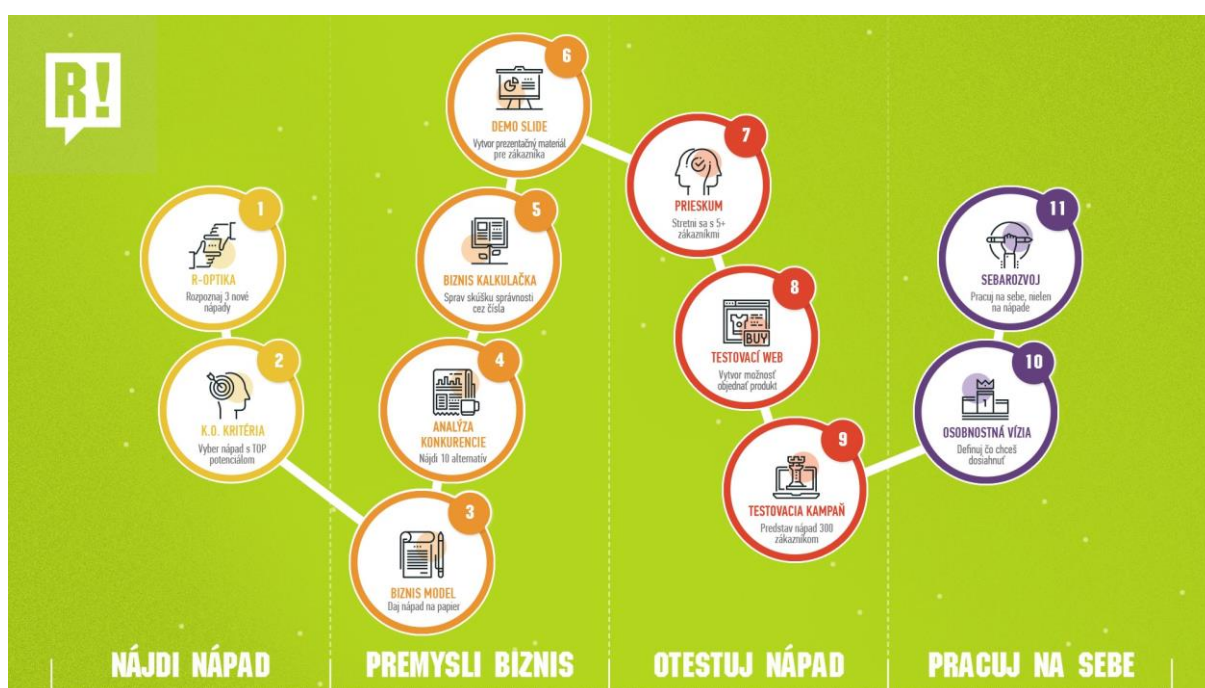 R!
1
R-OPTIKA
Rozpoznaj 3 nové
nápady
2
K.O. KRITÉRIA
Vyber nápad s TOP
potenciálom
NÁJDI NÁPAD
6
DEMO SLIDE
Vytvor prezentačný materiál
pre zákazníka
5
BIZNIS KALKULAČKA
Sprav skúšku správnosti
cez čísla
4
ANALÝZA
KONKURENCIE
Nájdi 10 alternatív
3
BIZNIS MODEL
Daj nápad na papier
PREMYSLI BIZNIS
7
PRIESKUM
Stretni sa s 5+
zákazníkmi
8
BUY
TESTOVACÍ WEB
Vytvor možnosť
objednať produkt
9
TESTOVACIA KAMPAŇ
Predstav nápad 300
zákazníkom
OTESTUJ NÁPAD
11
SEBAROZVOJ
Pracuj na sebe, nielen
na nápade
10
1
OSOBNOSTNÁ VÍZIA
Definuj čo chceš
dosiahnuť
PRACUJ NA SEBE